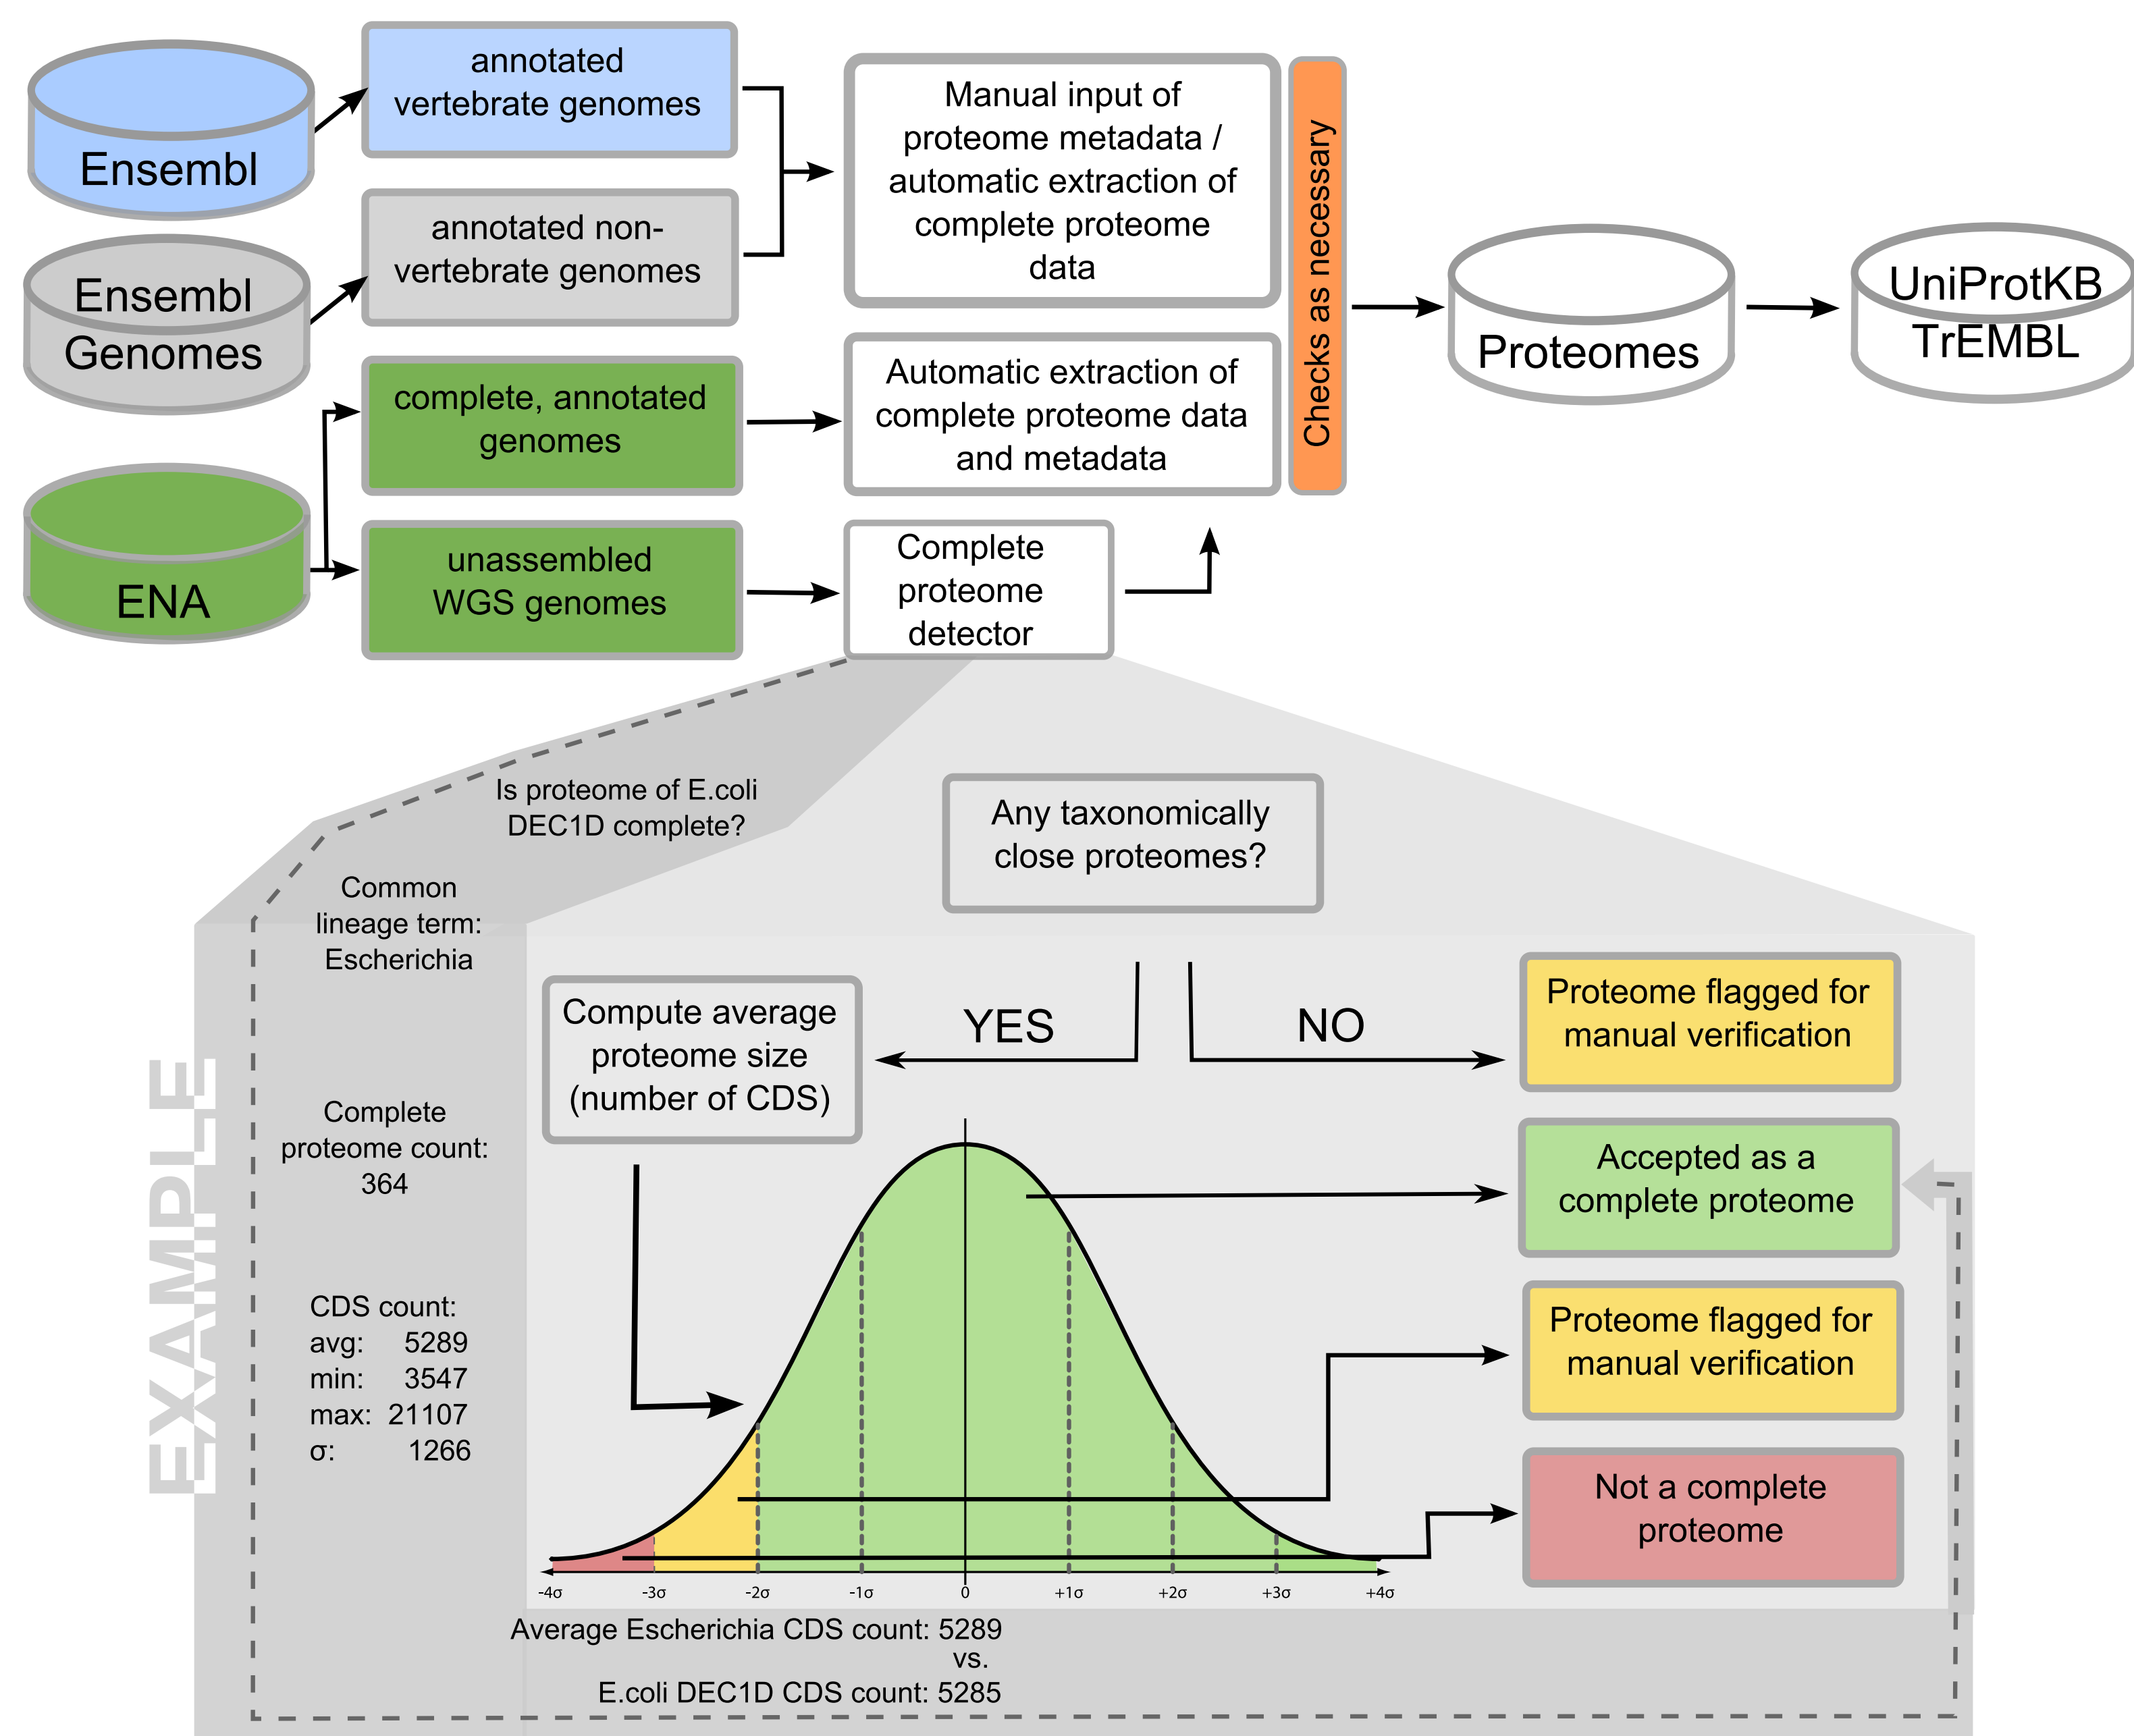 Ensembl
annotated
vertebrate genomes
Manual input of
proteome metadata /
automatic extraction of
complete proteome
data
Checks as necessary
Ensembl
Genomes
annotated non-
vertebrate genomes
Proteomes
UniProtKB
TrEMBL
complete, annotated
genomes
Automatic extraction of
complete proteome data
and metadata
ENA
unassembled
WGS genomes
Complete
proteome
detector
Is proteome of E.coli
DEC1D complete?
Any taxonomically
close proteomes?
Common
lineage term:
Escherichia
Compute average
proteome size
(number of CDS)
YES
NO
Proteome flagged for
manual verification
EXAMPLE
Complete
proteome count:
364
Accepted as a
complete proteome
CDS count:
avg: 5289
min: 3547
max: 21107
σ: 1266
Proteome flagged for
manual verification
Not a complete
proteome
-4σ -3σ -2σ -1σ 0 +1σ +2σ +3σ +4σ
Average Escherichia CDS count: 5289
vs.
E.coli DEC1D CDS count: 5285